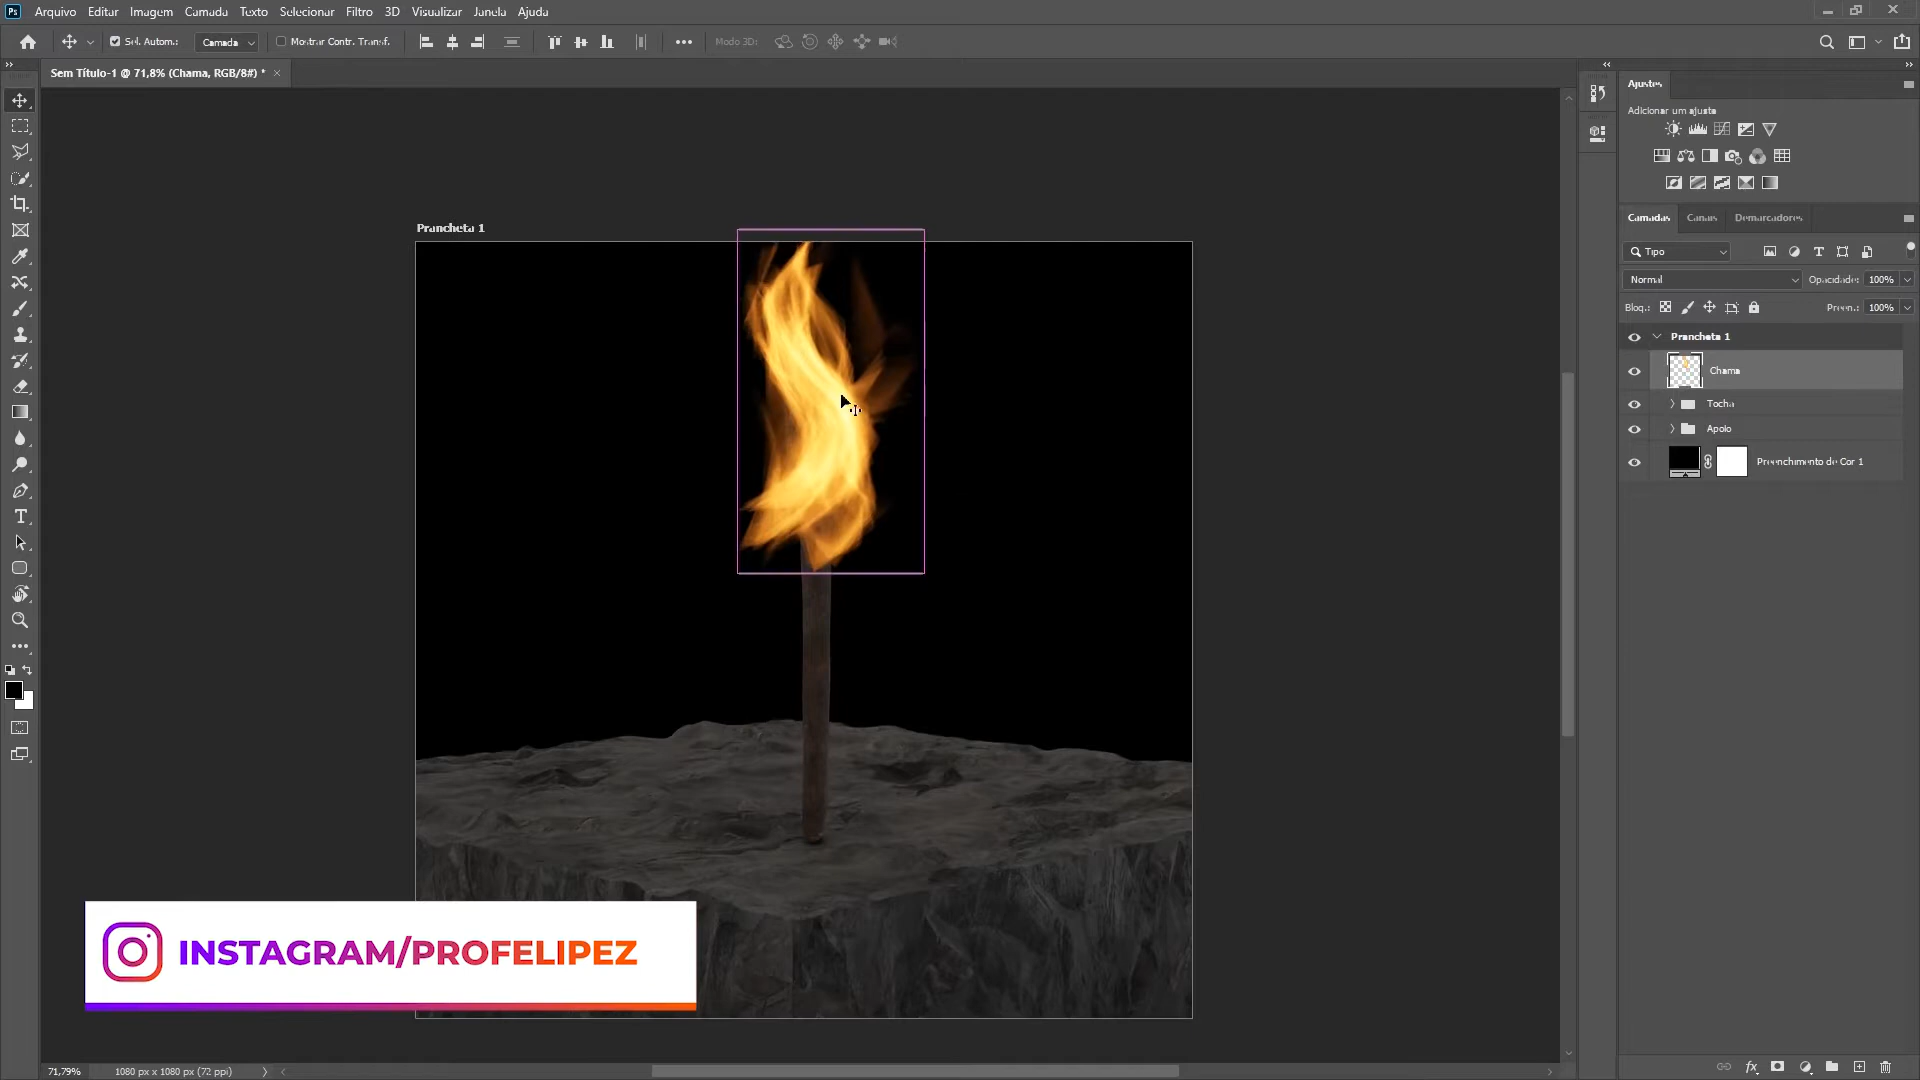 Ps Arquivo Editar Imagem Camada Texto Selecionar Filtro 3D Visualizar Janela Ajuda
Sel. Autom.: Camada Mostrar Contr. Transf. Modo 3D:
Sem Título-1 @ 71,8% (Chama, RGB/8#) *
Ajustes
Adicionar um ajuste
Prancheta 1
Camadas Canais Demarcadores
Tipo
Normal Opacidade: 100%
Bloq.: Preen.: 100%
Prancheta 1
Chama
Tocha
Apoio
Preenchimento de Cor 1
INSTAGRAM/PROFELIPEZ
71,79% 1080 px x 1080 px (72 ppi)